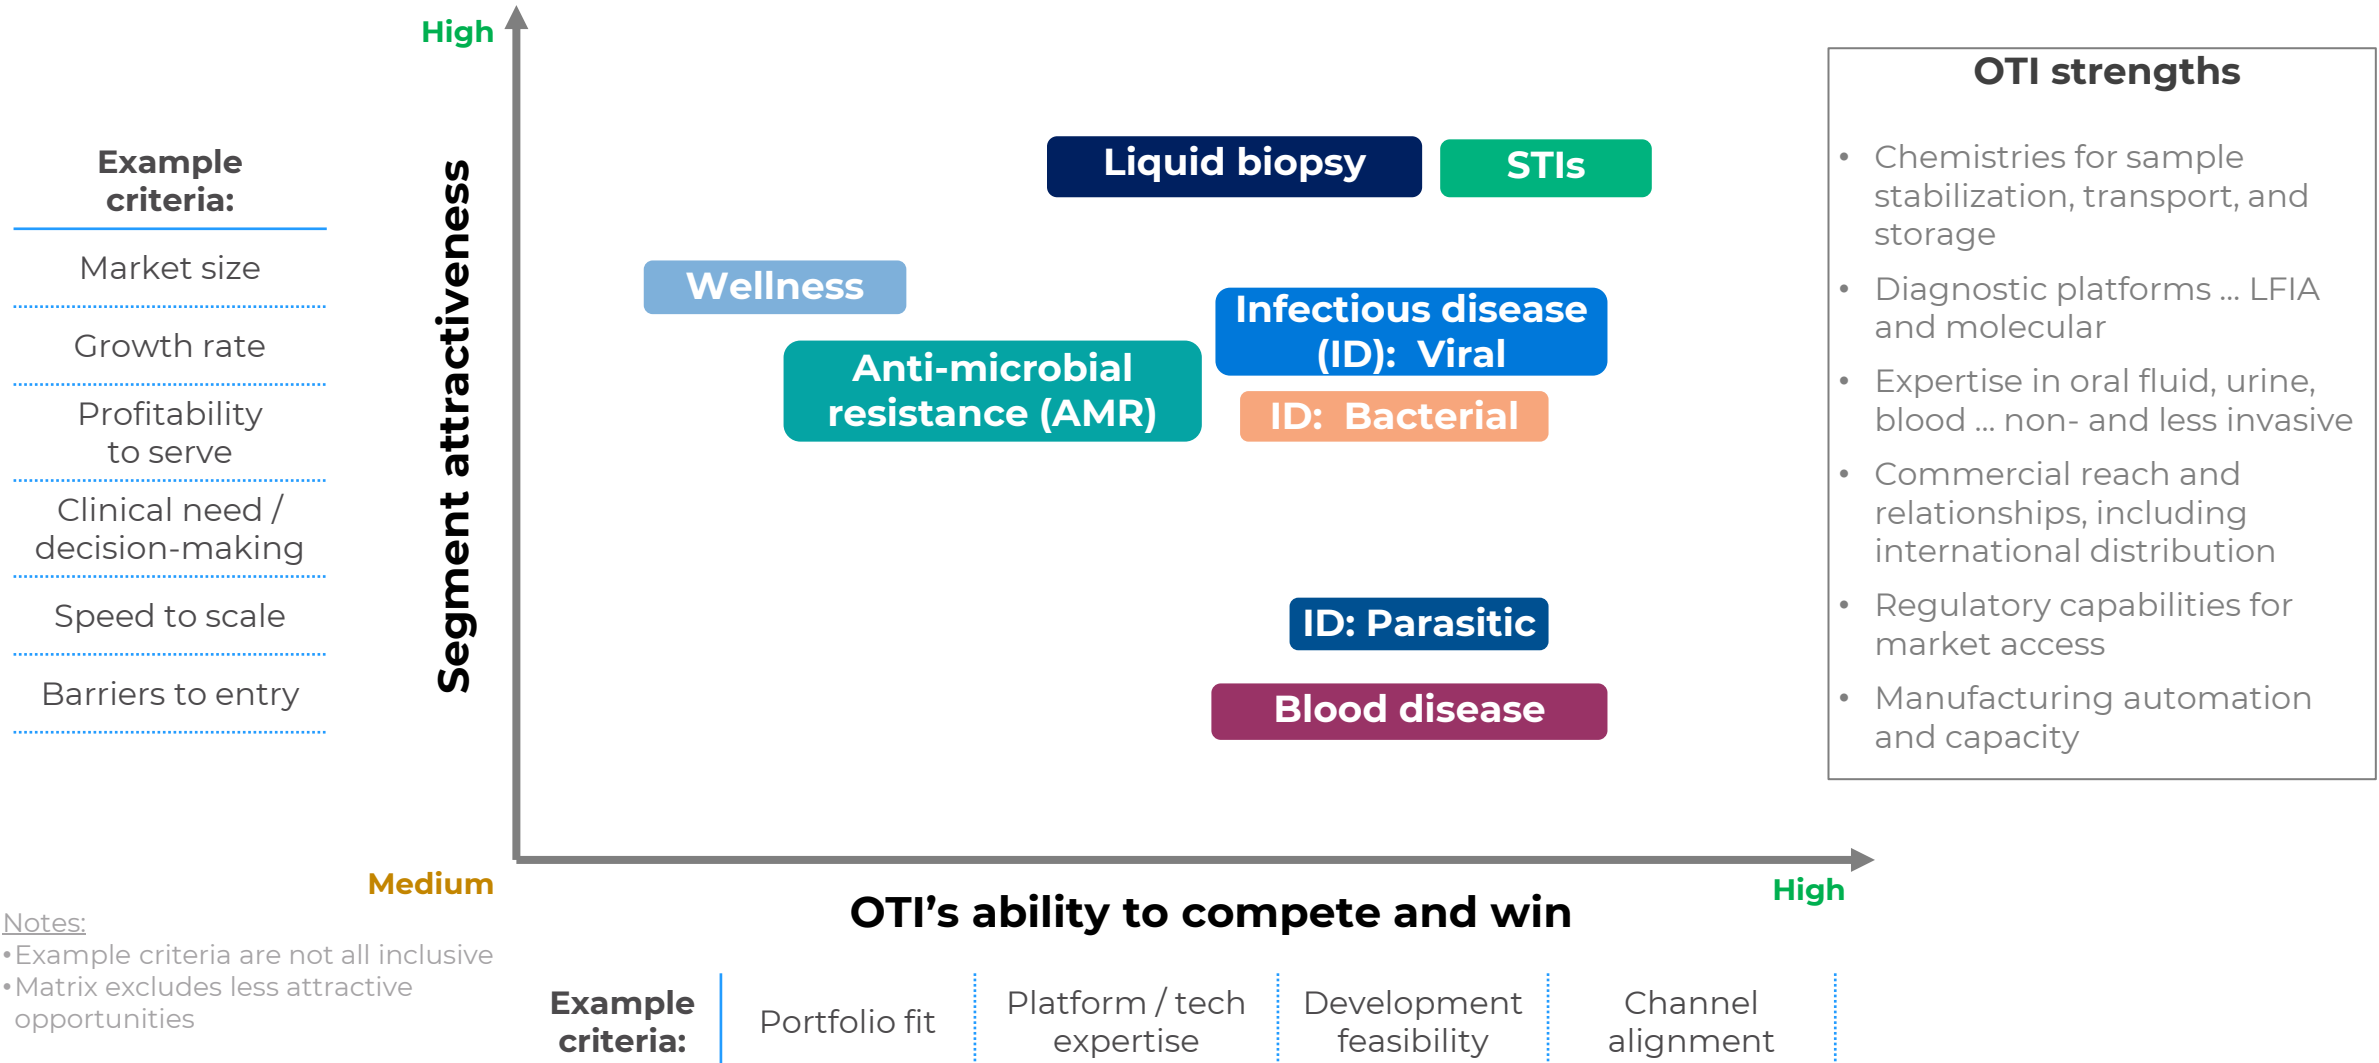 High
Example
criteria:
Market size
Growth rate
Profitability
to serve
Clinical need /
decision-making
Speed to scale
Barriers to entry
Segment attractiveness
Medium
Liquid biopsy
STIs
Wellness
Infectious disease
(ID):  Viral
Anti-microbial
resistance (AMR)
ID:  Bacterial
ID: Parasitic
Blood disease
High
OTI’s ability to compete and win
Example
criteria:
Portfolio fit
Platform / tech
expertise
Development
feasibility
Channel
alignment
OTI strengths
• Chemistries for sample
stabilization, transport, and
storage
• Diagnostic platforms ... LFIA
and molecular
• Expertise in oral fluid, urine,
blood ... non- and less invasive
• Commercial reach and
relationships, including
international distribution
• Regulatory capabilities for
market access
• Manufacturing automation
and capacity
Notes:
•Example criteria are not all inclusive
•Matrix excludes less attractive
opportunities